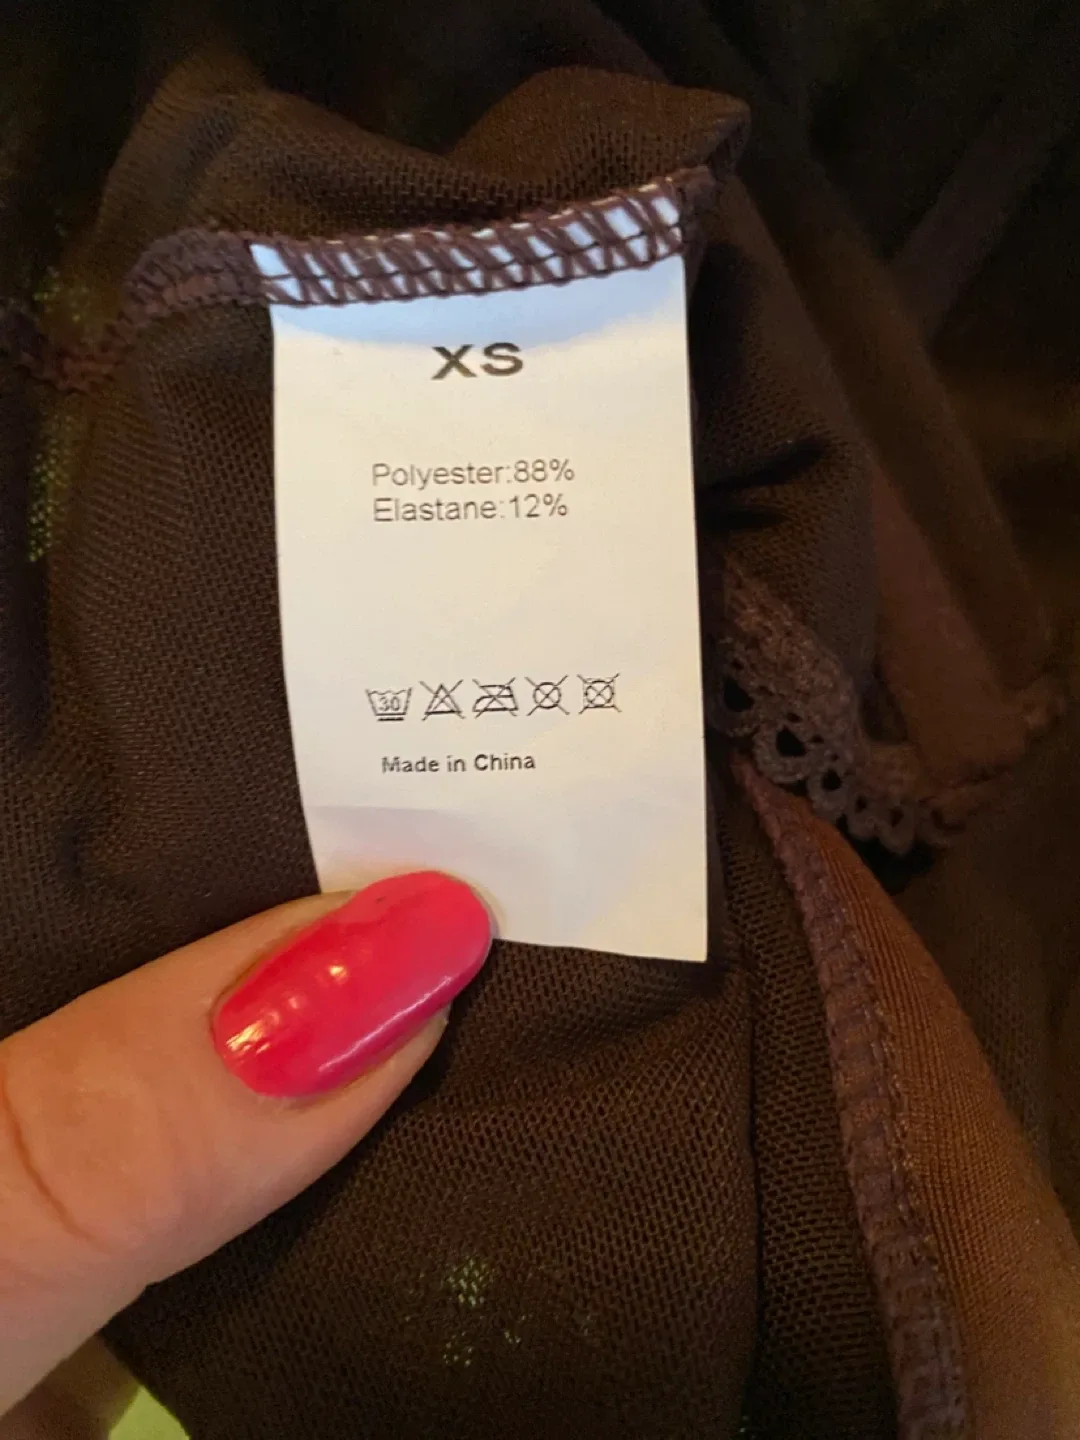 XS
Polyester:88%
Elastane:12%
30
Made in China